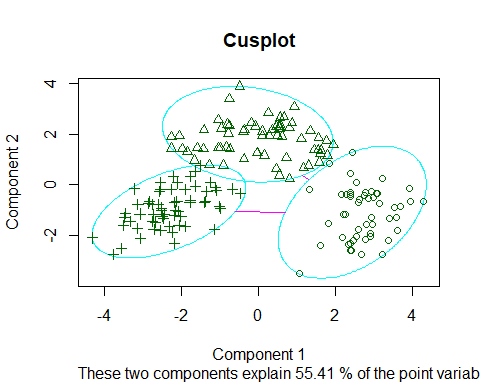 Cusplot
Component 2
4
2
0
-2
-4
-2
0
2
4
Component 1
These two components explain 55.41 % of the point variab